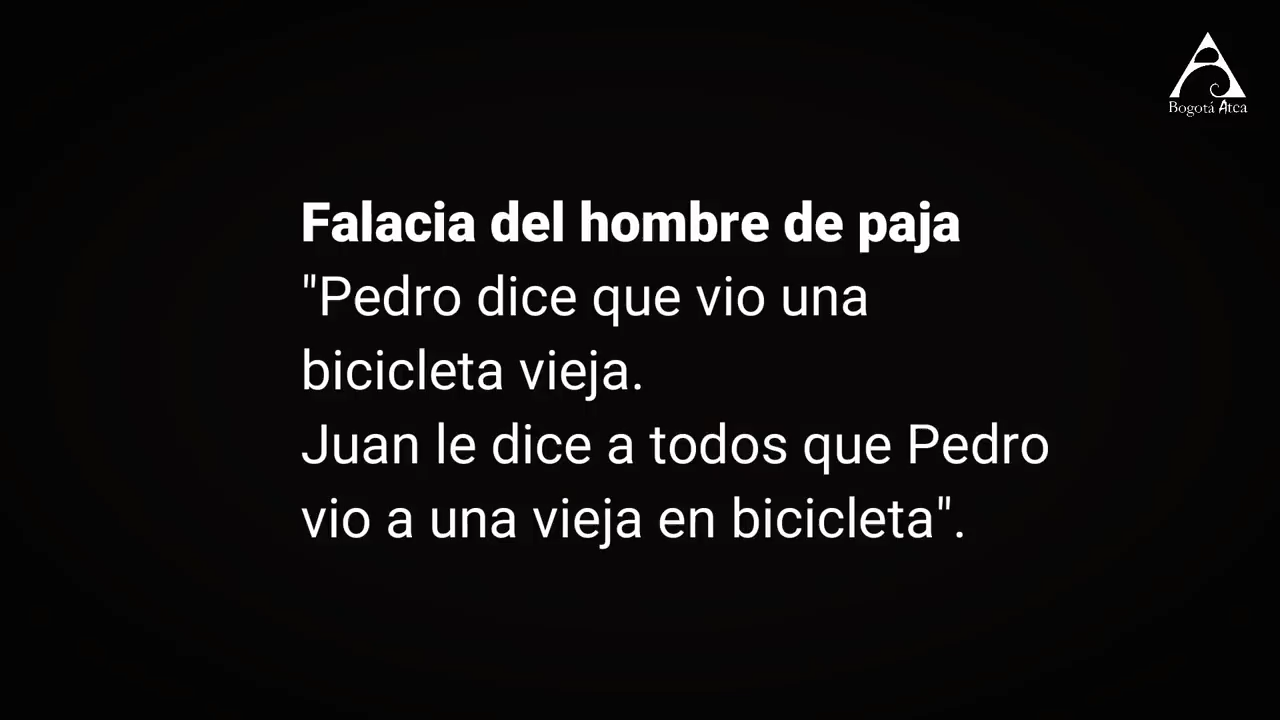 Bogotá Atea
Falacia del hombre de paja
"Pedro dice que vio una
bicicleta vieja.
Juan le dice a todos que Pedro
vio a una vieja en bicicleta".